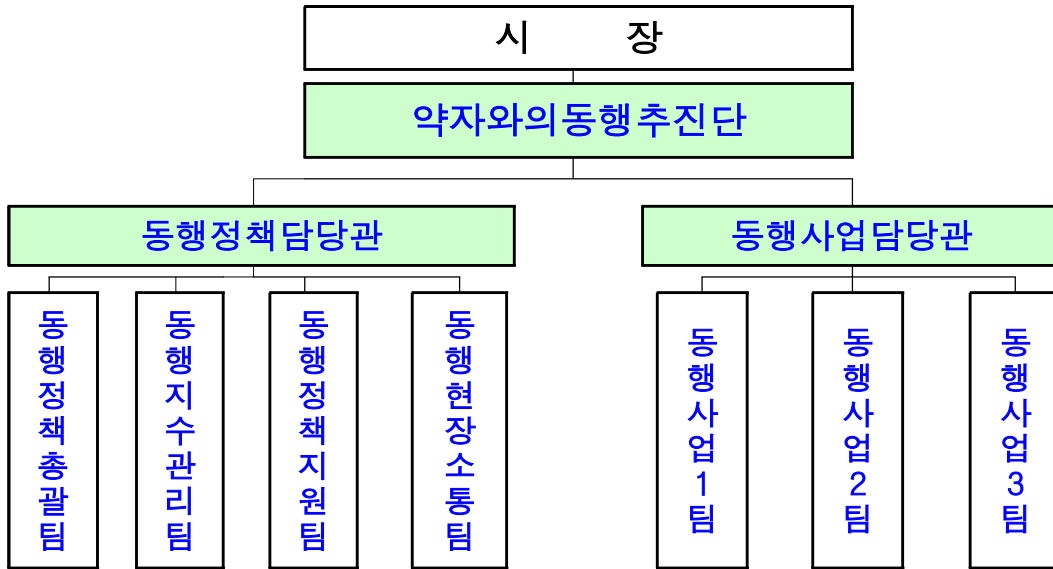 시 장
약자와의동행추진단
동행정책담당관
동행사업담당관
동행정책총괄팀
동행지수관리팀
동행정책지원팀
동행현장소통팀
동행사업1팀
동행사업2팀
동행사업3팀